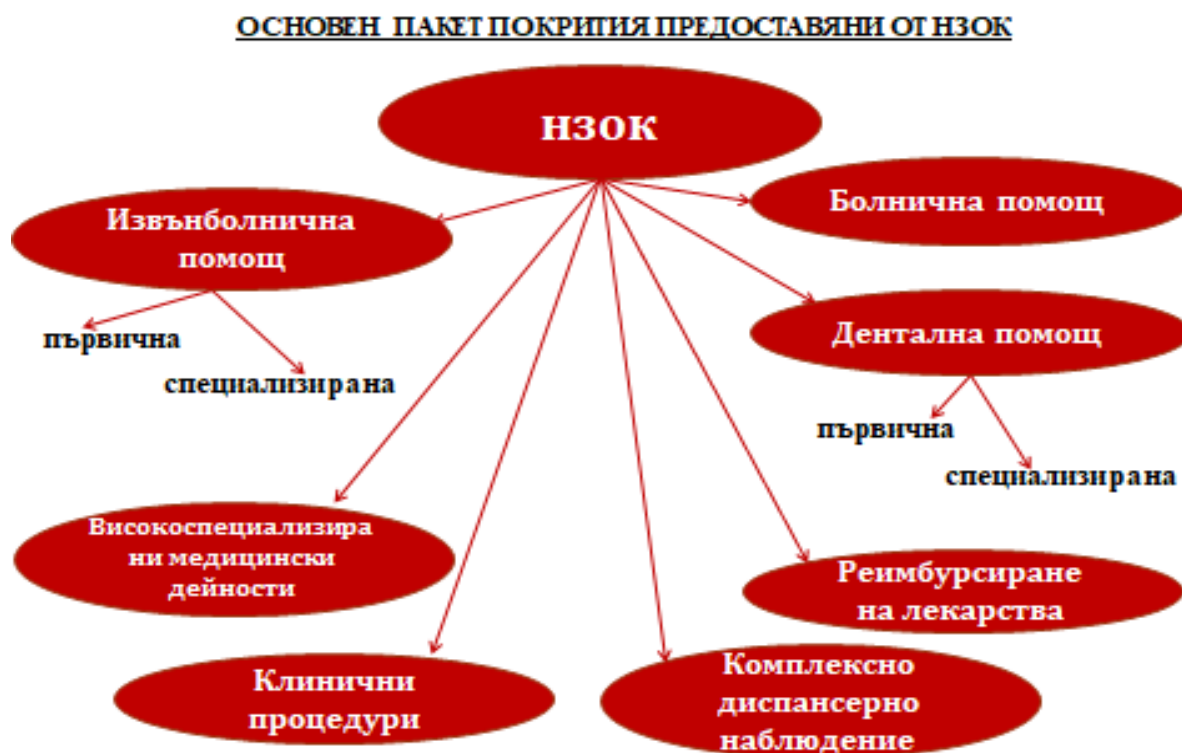 ОСНОВЕН ПАКЕТ ПОКРИТИЯ ПРЕДОСТАВЯНИ ОТ НЗОК
НЗОК
Извънболнична
помощ
първична
специализирана
Болнична помощ
Дентална помощ
първична
специализирана
Високоспециализира
ни медицински
дейности
Реимбурсиране
на лекарства
Клинични
процедури
Комплексно
диспансерно
наблюдение